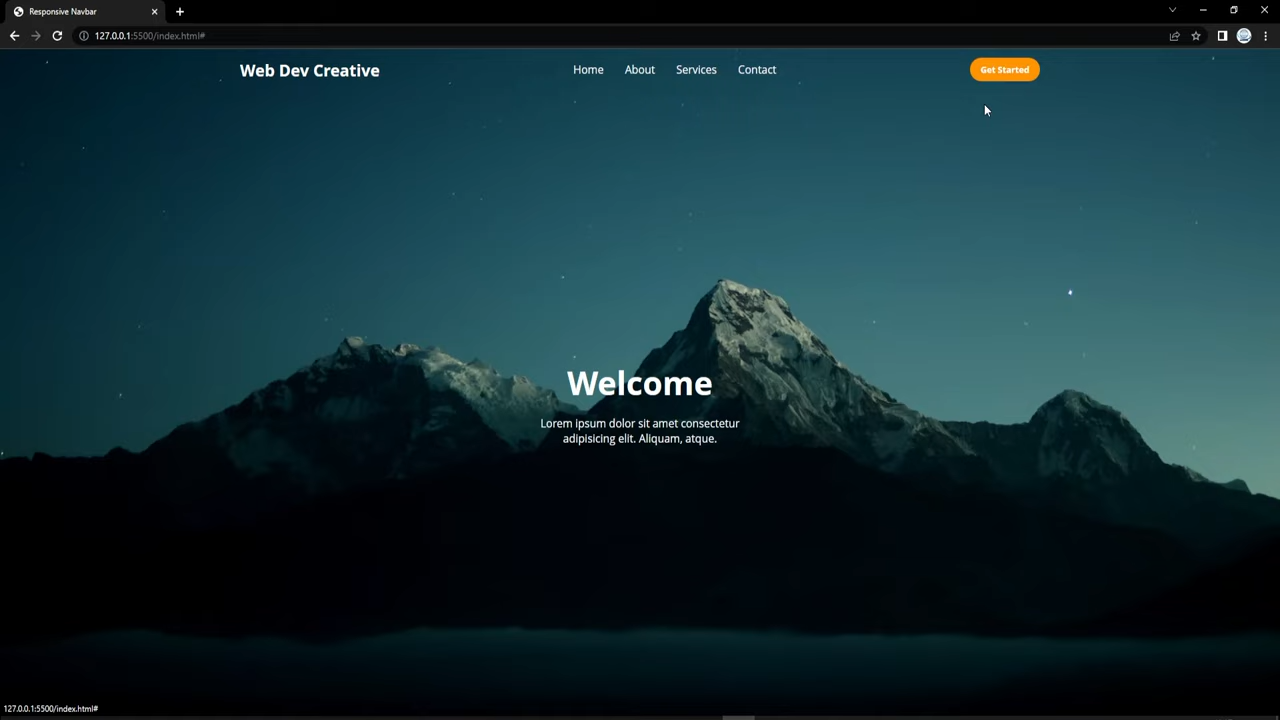 Responsive Navbar
127.0.0.1:5500/index.html#
Web Dev Creative
Home
About
Services
Contact
Get Started
Welcome
Lorem ipsum dolor sit amet consectetur
adipisicing elit. Aliquam, atque.
127.0.0.1:5500/index.html#